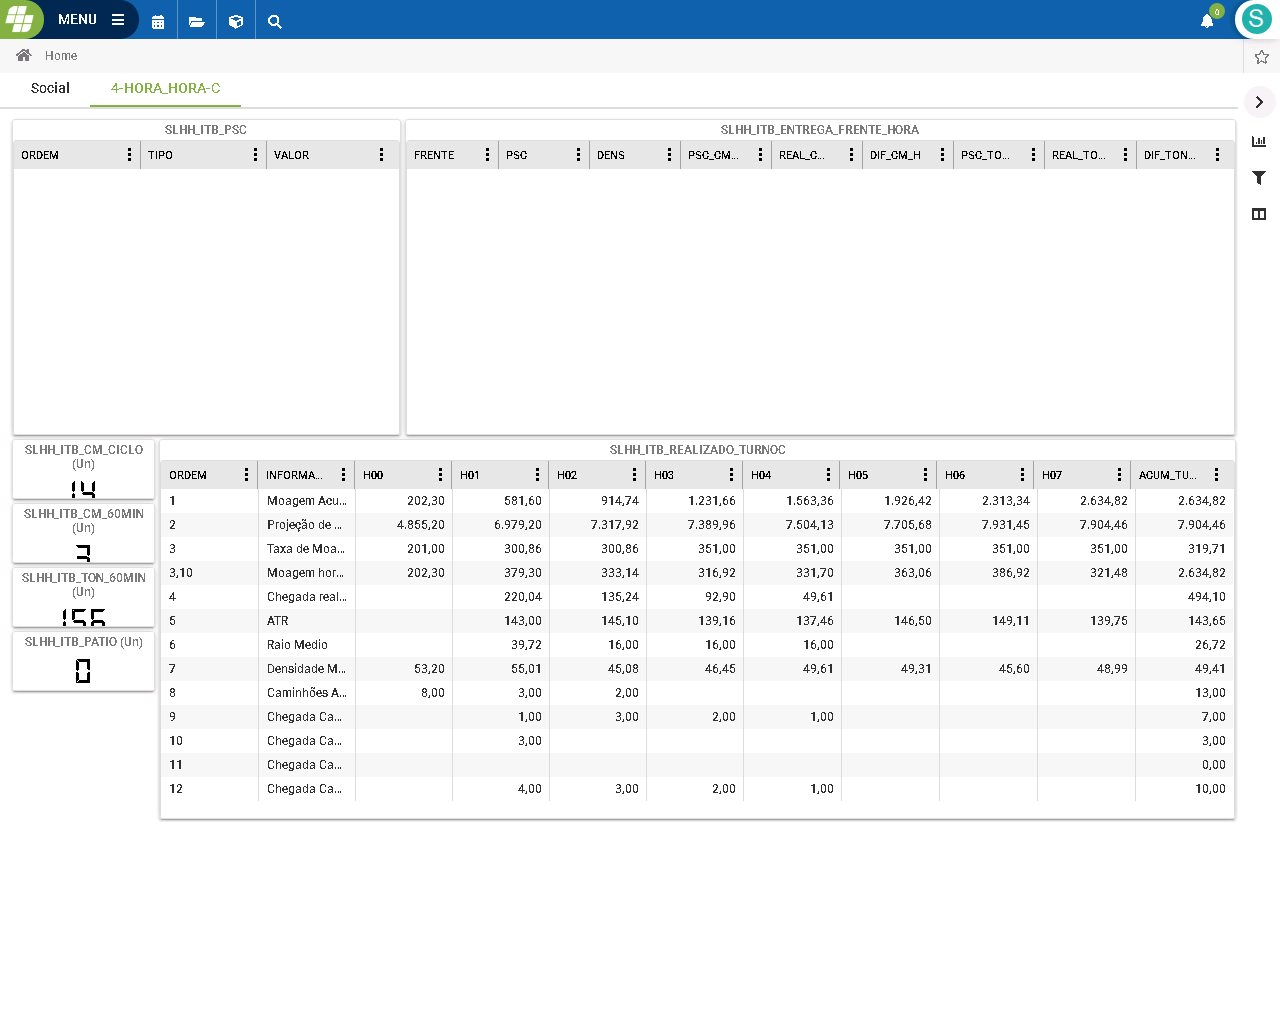 MENU
0
S
Home
Social 4-HORA_HORA-C
SLHH_ITB_PSC
ORDEM TIPO VALOR
SLHH_ITB_ENTREGA_FRENTE_HORA
FRENTE PSC DENS PSC_CM... REAL_C... DIF_CM_H PSC_TO... REAL_TO... DIF_TON...
SLHH_ITB_CM_CICLO
(Un)
14
SLHH_ITB_CM_60MIN
(Un)
3
SLHH_ITB_TON_60MIN
(Un)
156
SLHH_ITB_PATIO (Un)
0
SLHH_ITB_REALIZADO_TURNOC
ORDEM INFORMA... H00 H01 H02 H03 H04 H05 H06 H07 ACUM_TU...
1 Moagem Acu... 202,30 581,60 914,74 1.231,66 1.563,36 1.926,42 2.313,34 2.634,82 2.634,82
2 Projeção de ... 4.855,20 6.979,20 7.317,92 7.389,96 7.504,13 7.705,68 7.931,45 7.904,46 7.904,46
3 Taxa de Moa... 201,00 300,86 300,86 351,00 351,00 351,00 351,00 351,00 319,71
3,10 Moagem hor... 202,30 379,30 333,14 316,92 331,70 363,06 386,92 321,48 2.634,82
4 Chegada real... 220,04 135,24 92,90 49,61 494,10
5 ATR 143,00 145,10 139,16 137,46 146,50 149,11 139,75 143,65
6 Raio Medio 39,72 16,00 16,00 16,00 26,72
7 Densidade M... 53,20 55,01 45,08 46,45 49,61 49,31 45,60 48,99 49,41
8 Caminhões A... 8,00 3,00 2,00 13,00
9 Chegada Ca... 1,00 3,00 2,00 1,00 7,00
10 Chegada Ca... 3,00 3,00
11 Chegada Ca... 0,00
12 Chegada Ca... 4,00 3,00 2,00 1,00 10,00